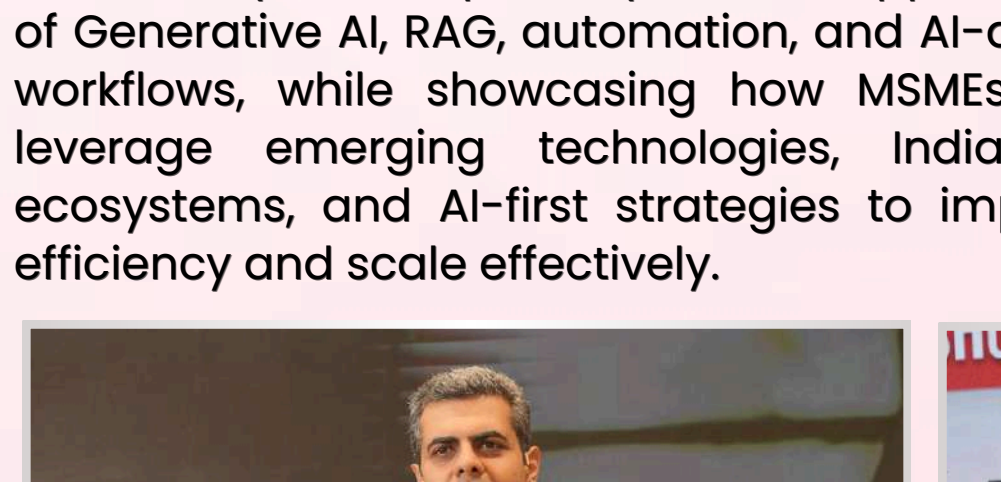 of Generative AI, RAG, automation, and AI-
workflows, while showcasing how MSMEs
leverage emerging technologies, India
ecosystems, and AI-first strategies to
efficiency and scale effectively.